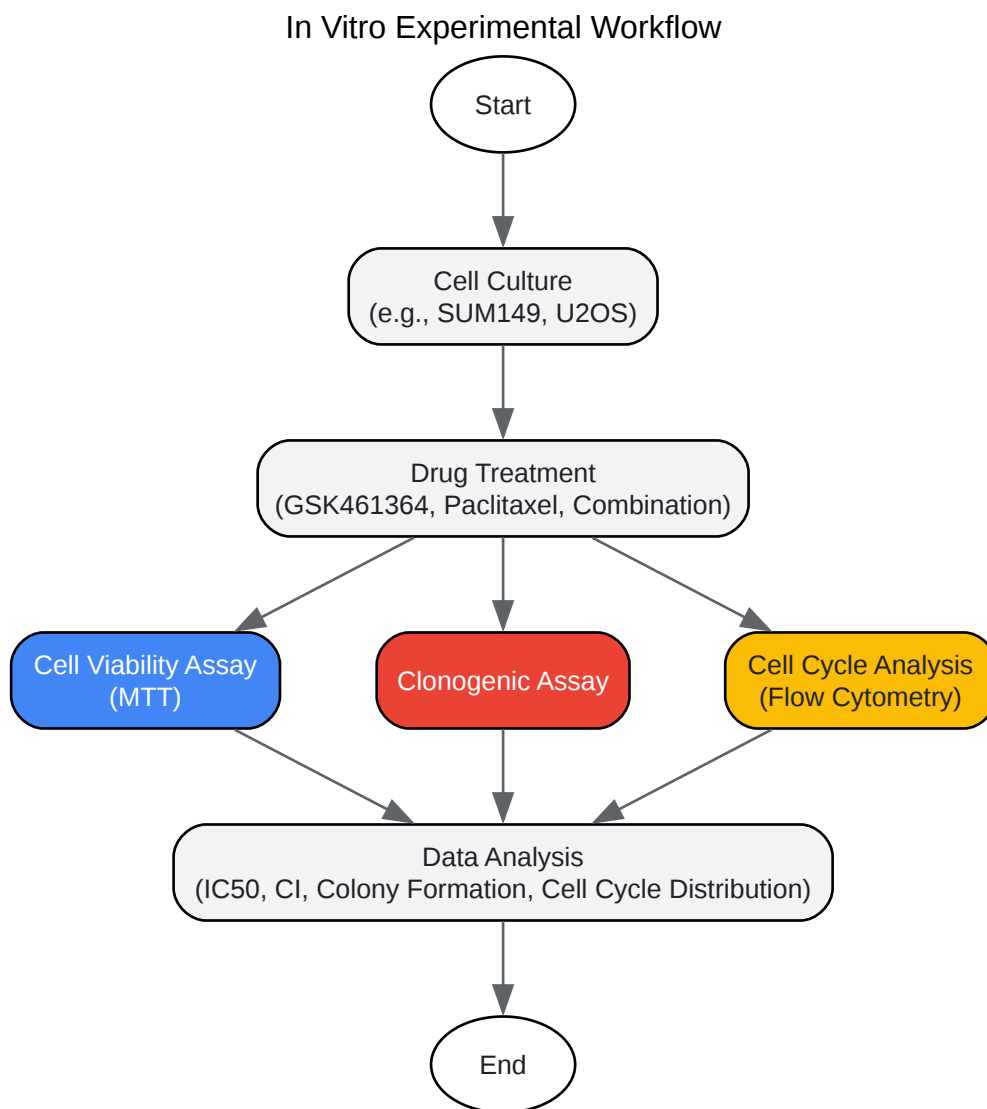 In Vitro Experimental Workflow
Start
Cell Culture
(e.g., SUM149, U2OS)
Drug Treatment
(GSK461364, Paclitaxel, Combination)
Cell Viability Assay
(MTT)
Clonogenic Assay
Cell Cycle Analysis
(Flow Cytometry)
Data Analysis
(IC50, CI, Colony Formation, Cell Cycle Distribution)
End